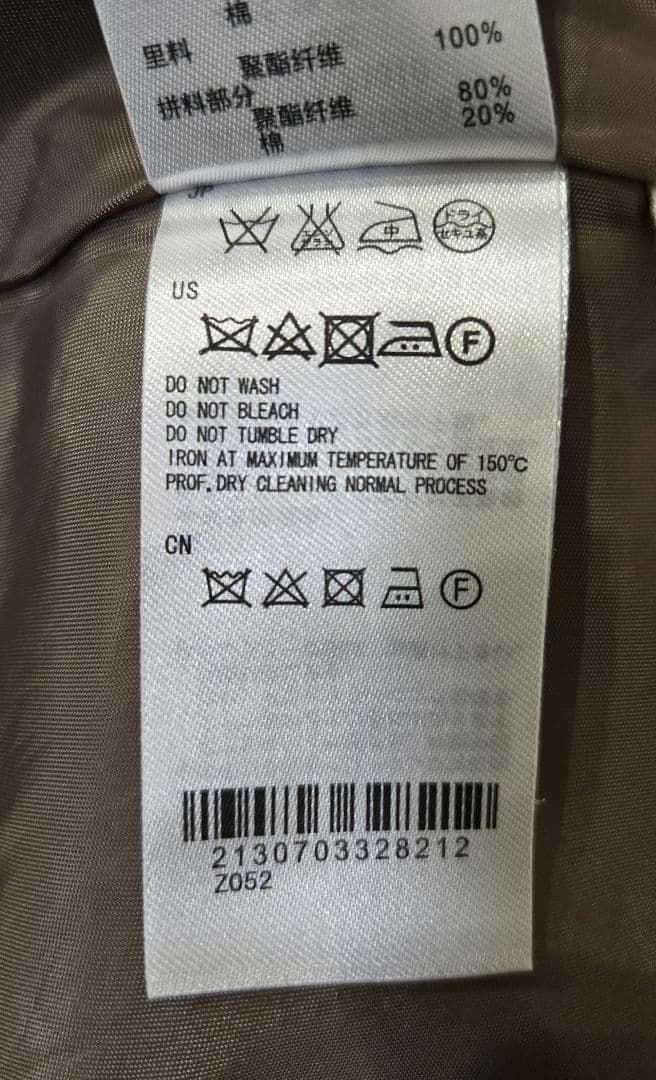 棉
里料 聚酯纤维 100%
拼料部分 聚酯纤维 80%
棉 20%
JP
中 ドライ セキユ系
US
F
DO NOT WASH
DO NOT BLEACH
DO NOT TUMBLE DRY
IRON AT MAXIMUM TEMPERATURE OF 150℃
PROF.DRY CLEANING NORMAL PROCESS
CN
F
2130703328212
Z052